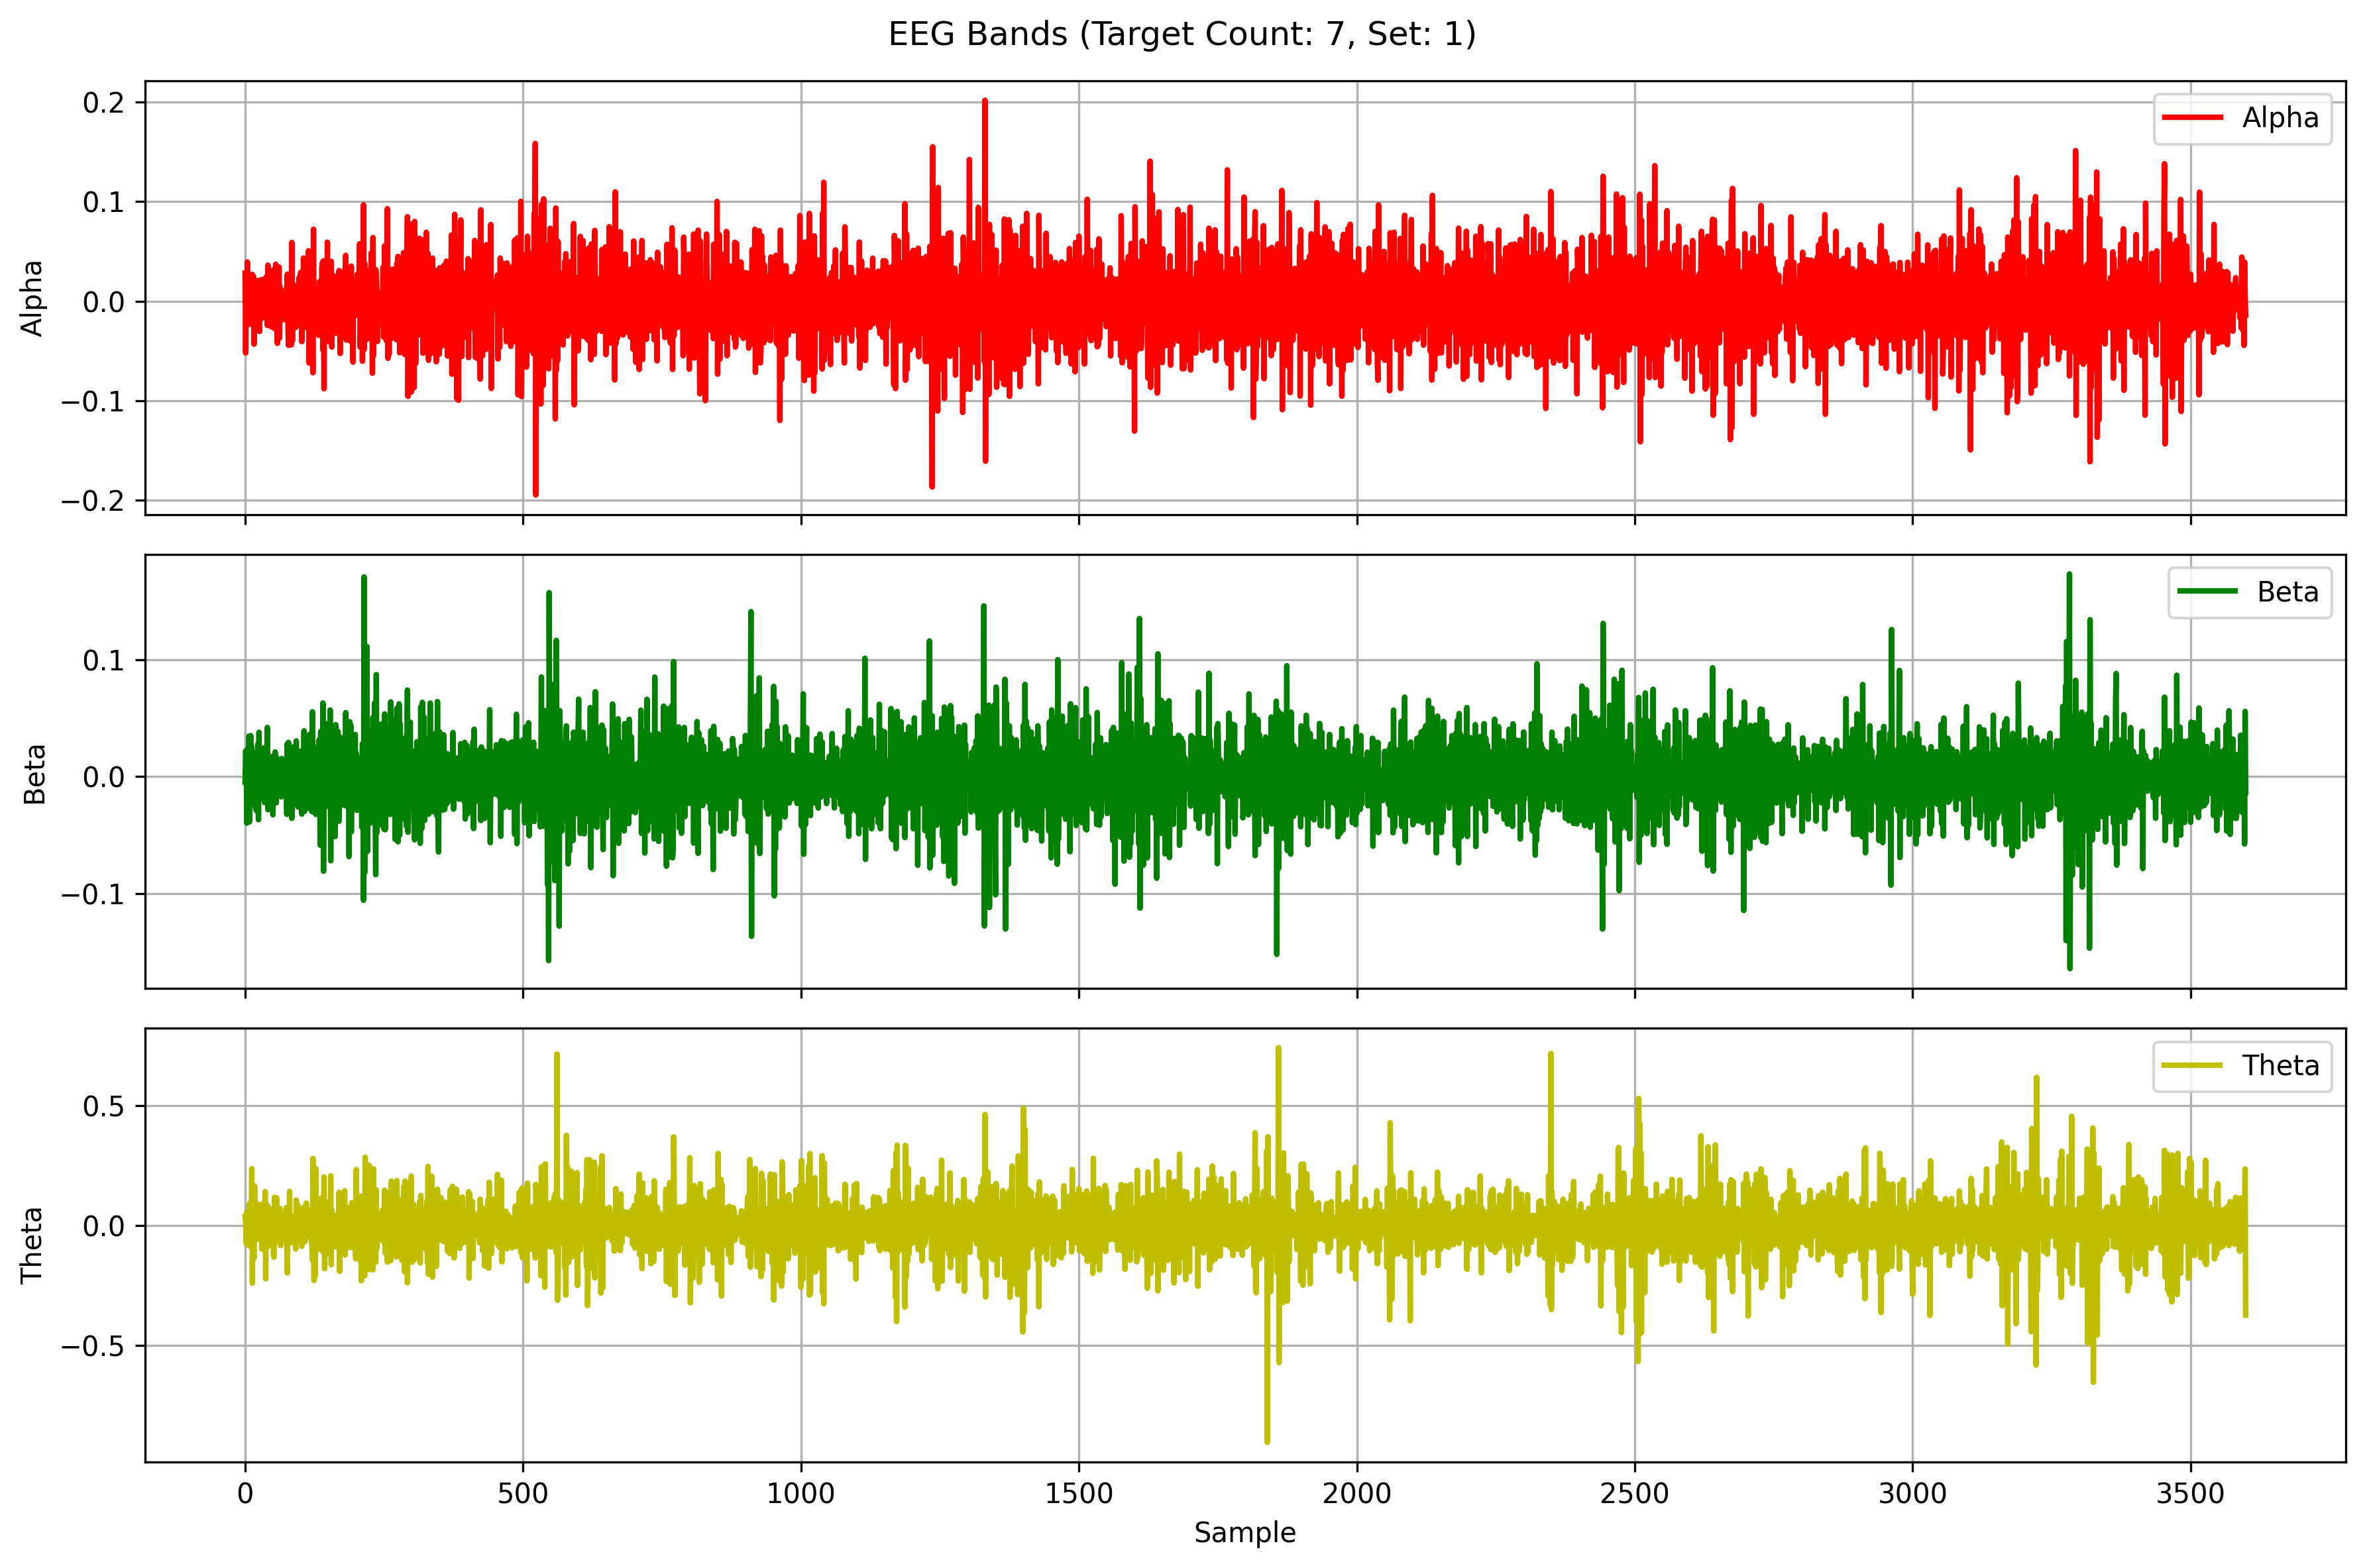 EEG Bands (Target Count: 7, Set: 1)
0.2
0.1
0.0
−0.1
−0.2
Alpha
Alpha
0.1
0.0
−0.1
Beta
Beta
0.5
0.0
−0.5
Theta
Theta
0 500 1000 1500 2000 2500 3000 3500
Sample